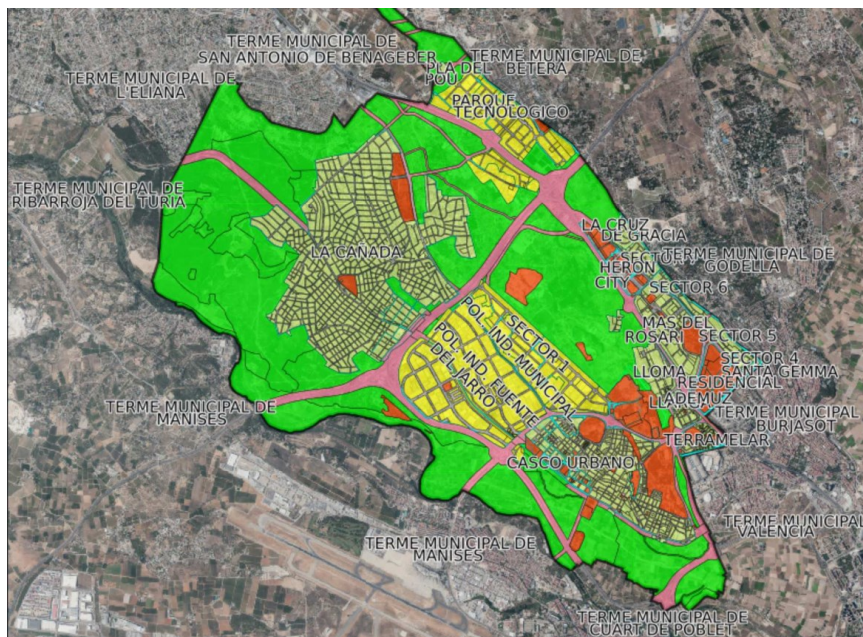 TERME MUNICIPAL DE
SAN ANTONIO DE BENAGEBER
TERME MUNICIPAL DE
BETERA
PLA DEL
POU
TERME MUNICIPAL DE
L'ELIANA
PARQUE
TECNOLOGICO
TERME MUNICIPAL DE
RIBARROJA DEL TURIA
LA CAÑADA
LA CRUZ
DE GRACIA
TERME MUNICIPAL DE
GODELLA
HERON
CITY
SECTOR 6
SECTOR 1
POL. IND. MUNICIPAL
POL. IND. FUENTE
DEL JARRO
MAS DEL
ROSARI
SECTOR 5
SECTOR 4
SANTA GEMMA
LLOMA
RESIDENCIAL
ADEMUZ
TERME MUNICIPAL
BURJASOT
TERME MUNICIPAL DE
MANISES
TERRAMELAR
CASCO URBANO
TERME MUNICIPAL
VALENCIA
TERME MUNICIPAL DE
MANISES
TERME MUNICIPAL DE
CUART DE POBLET